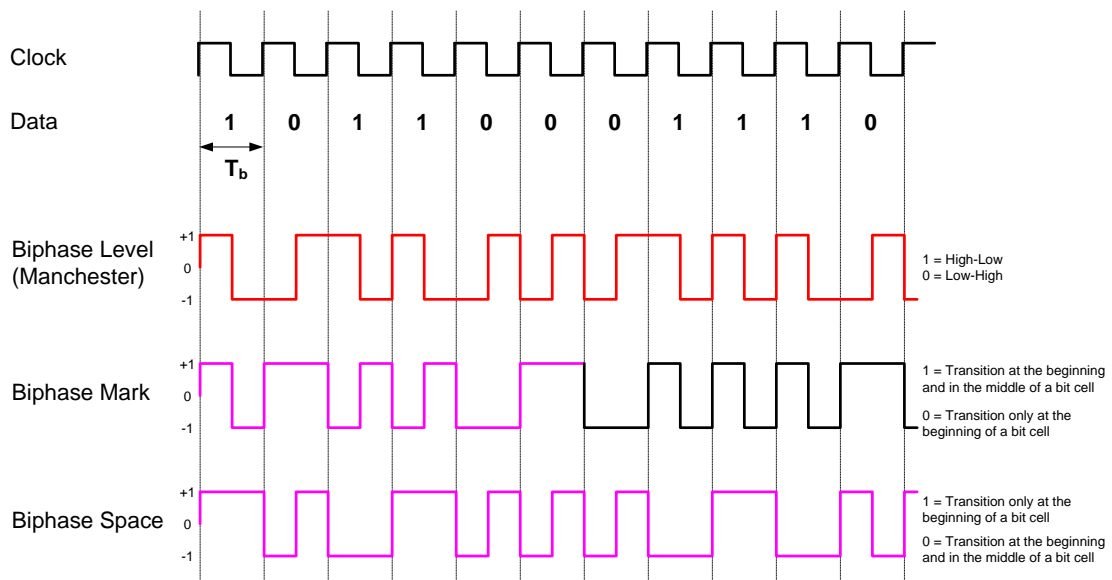 Clock
Data
1 0 1 1 0 0 0 1 1 1 0
Tb
Biphase Level
(Manchester)
+1
0
-1
1 = High-Low
0 = Low-High
Biphase Mark
+1
0
-1
1 = Transition at the beginning
and in the middle of a bit cell
0 = Transition only at the
beginning of a bit cell
Biphase Space
+1
0
-1
1 = Transition only at the
beginning of a bit cell
0 = Transition at the beginning
and in the middle of a bit cell